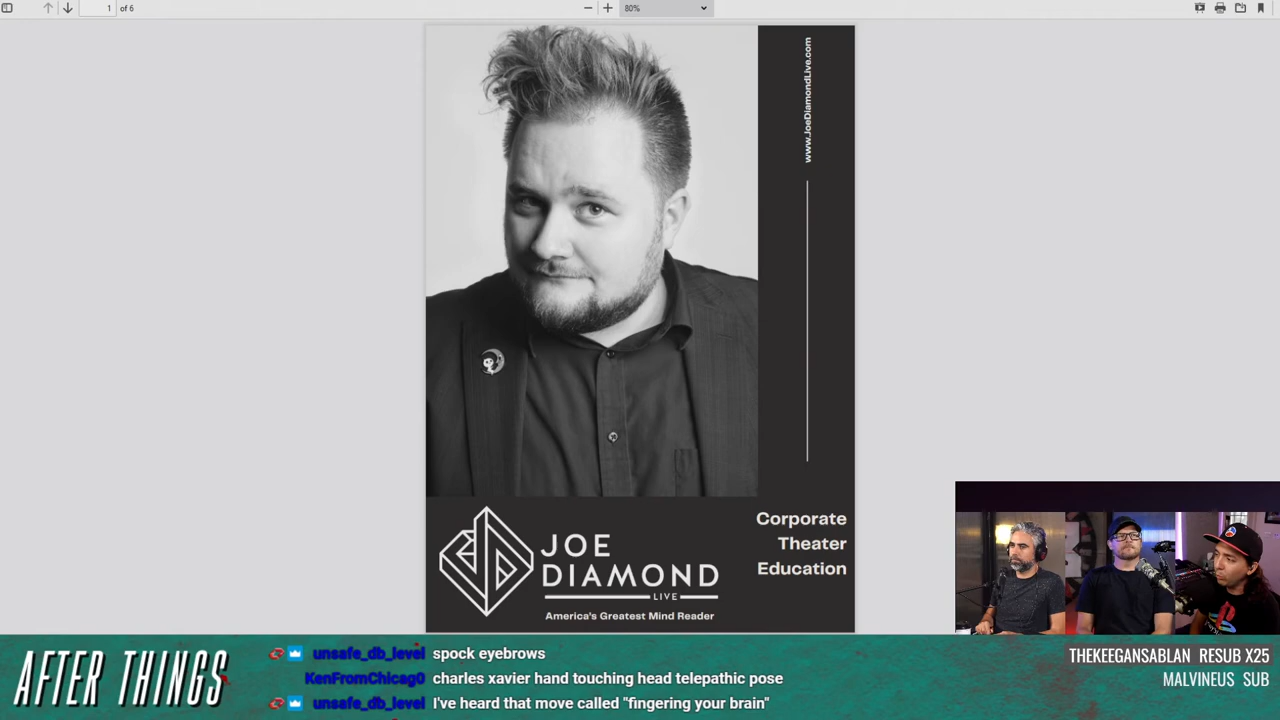 1 of 6
80%
www.JoeDiamondLive.com
JOE
DIAMOND
LIVE
America's Greatest Mind Reader
Corporate
Theater
Education
AFTER THINGS
unsafe_db_level spock eyebrows
KenFromChicag0 charles xavier hand touching head telepathic pose
unsafe_db_level I've heard that move called "fingering your brain"
THEKEEGANSABLAN RESUB X25
MALVINEUS SUB